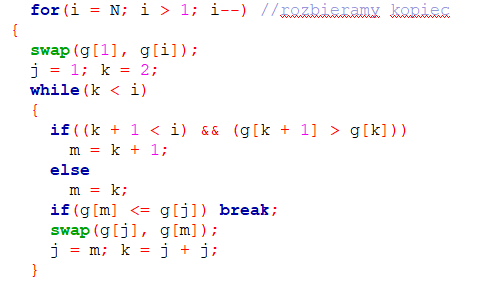 for(i = N; i > 1; i--) //rozbieramy kopiec
{
swap(g[1], g[i]);
j = 1; k = 2;
while(k < i)
{
if((k + 1 < i) && (g[k + 1] > g[k]))
m = k + 1;
else
m = k;
if(g[m] <= g[j]) break;
swap(g[j], g[m]);
j = m; k = j + j;
}